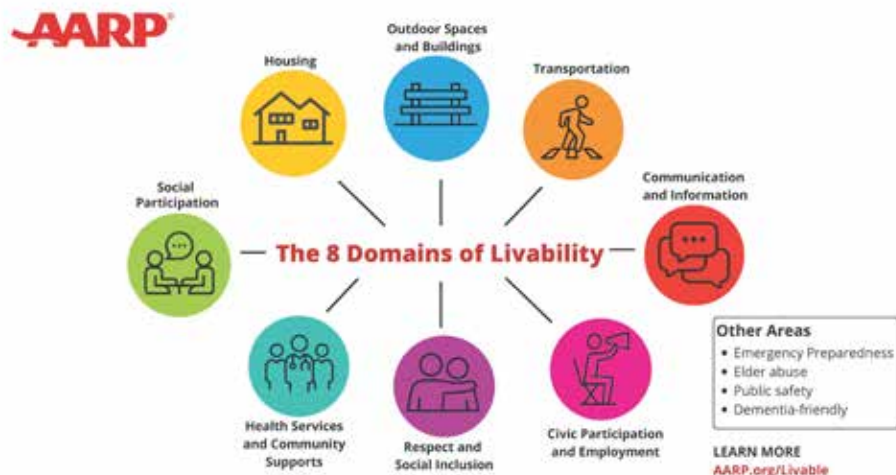 AARP®
Outdoor Spaces
and Buildings
Housing
Transportation
Communication
and Information
Social
Participation
The 8 Domains of Livability
Health Services
and Community
Supports
Respect and
Social Inclusion
Civic Participation
and Employment
Other Areas
• Emergency Preparedness
• Elder abuse
• Public safety
• Dementia-friendly
LEARN MORE
AARP.org/Livable